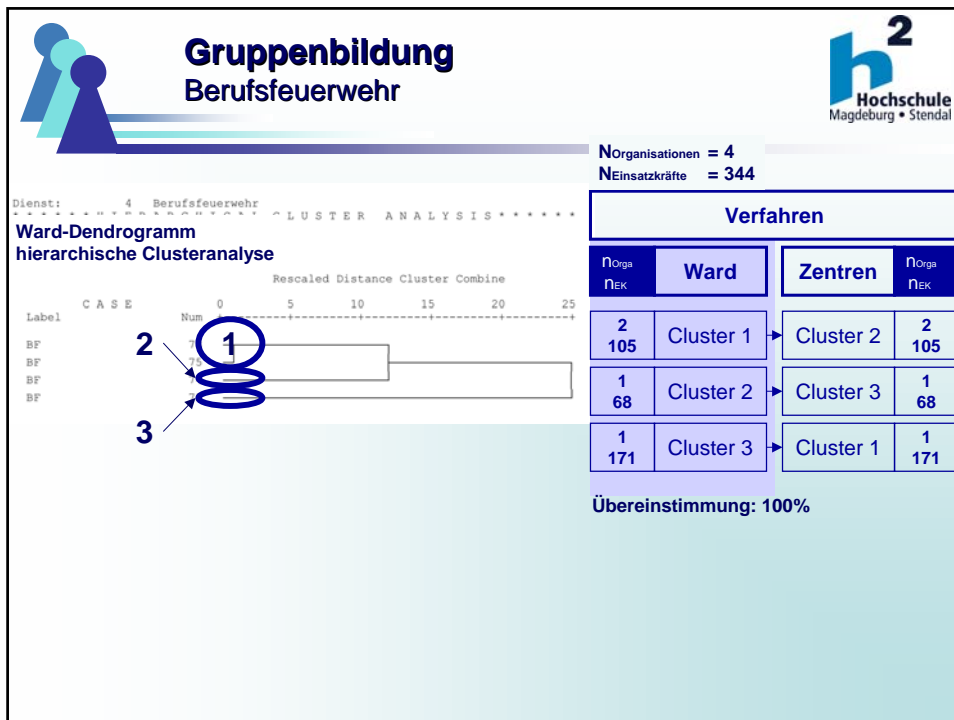 Gruppenbildung
Berufsfeuerwehr
h2
Hochschule
Magdeburg • Stendal
NOrganisationen = 4
NEinsatzkräfte = 344
Dienst: 4 Berufsfeuerwehr
CLUSTER ANALYSIS * * * * * *
Ward-Dendrogramm
hierarchische Clusteranalyse
Rescaled Distance Cluster Combine
CASE 0 5 10 15 20 25
Label Num
BF
BF 75
BF
BF
1
2
3
Verfahren
nOrga nEK Ward Zentren nOrga nEK
2 105 Cluster 1 Cluster 2 2 105
1 68 Cluster 2 Cluster 3 1 68
1 171 Cluster 3 Cluster 1 1 171
Übereinstimmung: 100%